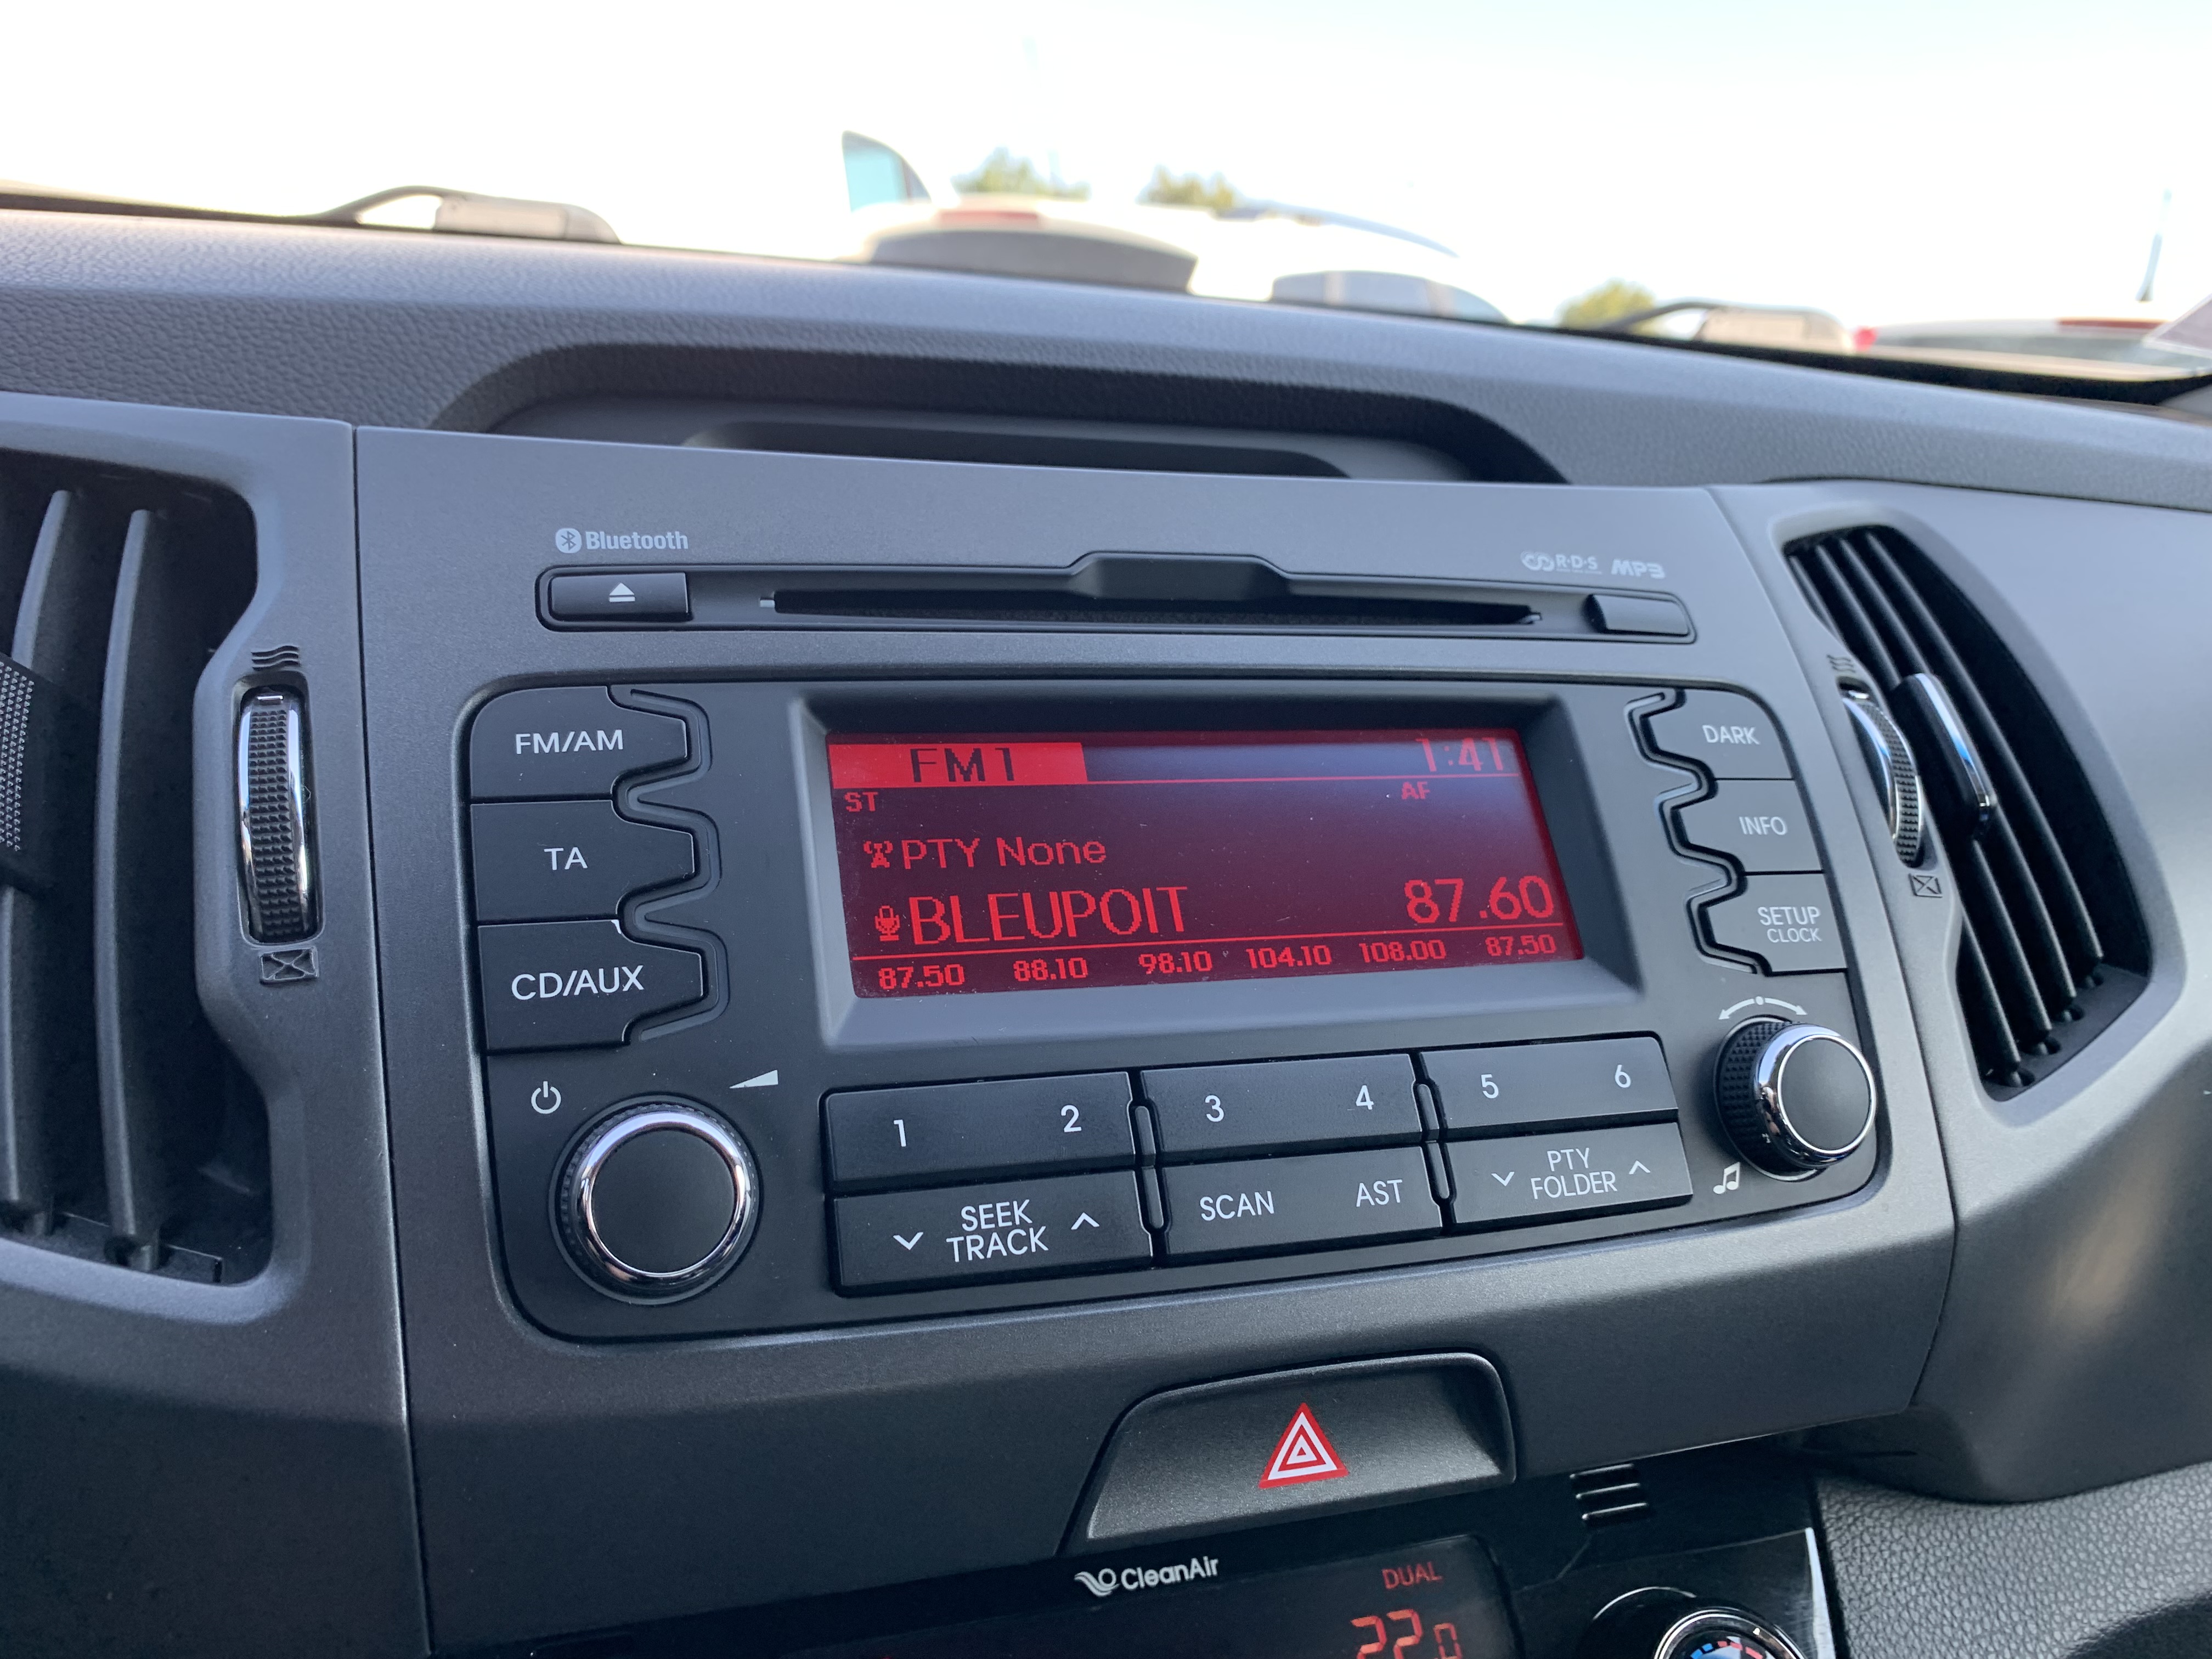 Bluetooth
R·D·S MP3
FM/AM
TA
CD/AUX
FM1 1:41
ST AF
PTY None
BLEUPOIT 87.60
87.50 88.10 98.10 104.10 108.00 87.50
DARK
INFO
SETUP
CLOCK
1 2 3 4 5 6
SEEK
TRACK
SCAN AST
PTY
FOLDER
CleanAir
DUAL
22.0